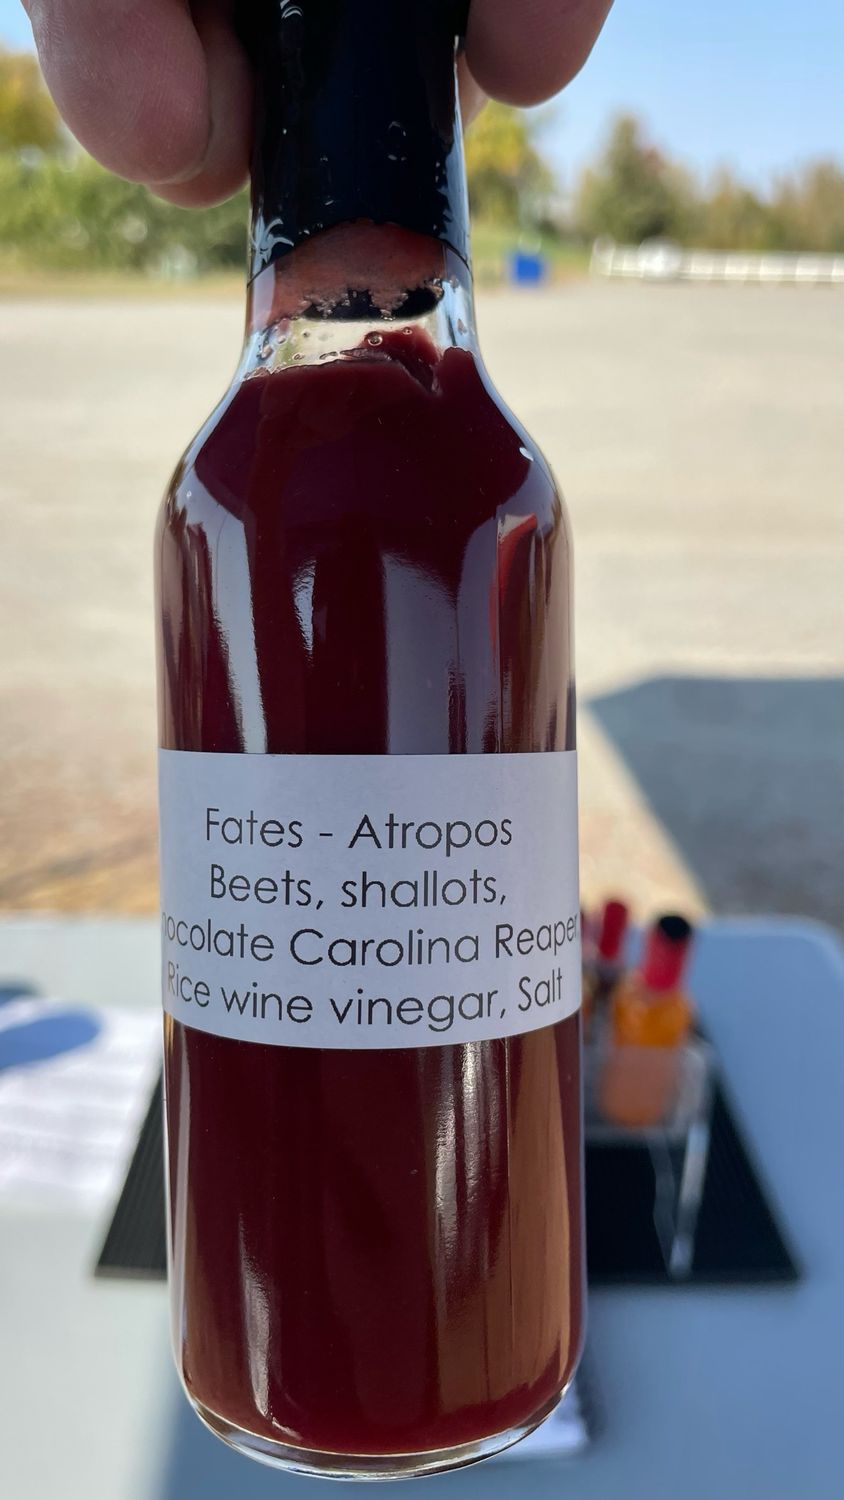 Fates - Atropos
Beets, shallots,
hocolate Carolina Reaper
Rice wine vinegar, Salt